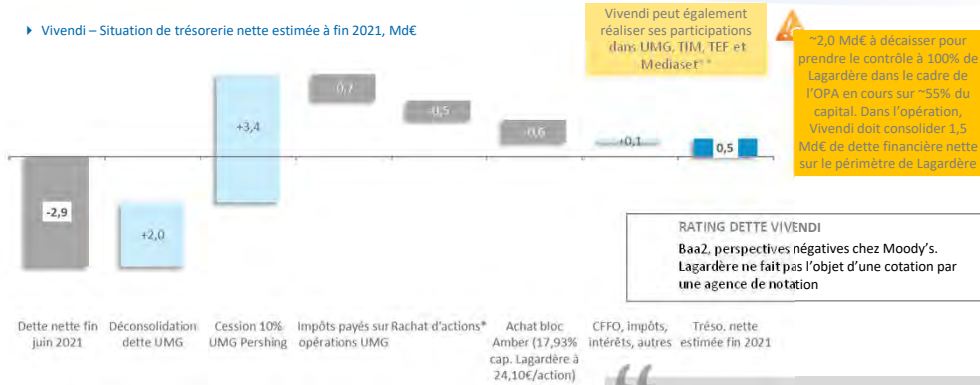 Vivendi – Situation de trésorerie nette estimée à fin 2021, Md€
Vivendi peut également
réaliser ses participations
dans UMG, TIM, TEF et
Mediaset**
~2,0 Md€ à décaisser pour
prendre le contrôle à 100% de
Lagardère dans le cadre de
l'OPA en cours sur ~55% du
capital. Dans l'opération,
Vivendi doit consolider 1,5
Md€ de dette financière nette
sur le périmètre de Lagardère
-2,9
+2,0
+3,4
-0,7
-0,5
-0,6
+0,1
0,5
RATING DETTE VIVENDI
Baa2, perspectives négatives chez Moody's.
Lagardère ne fait pas l'objet d'une cotation par
une agence de notation
Dette nette fin
juin 2021
Déconsolidation
dette UMG
Cession 10%
UMG Pershing
Impôts payés sur
opérations UMG
Rachat d'actions*
Achat bloc
Amber (17,93%
cap. Lagardère à
24,10€/action)
CFFO, impôts,
intérêts, autres
Tréso. nette
estimée fin 2021